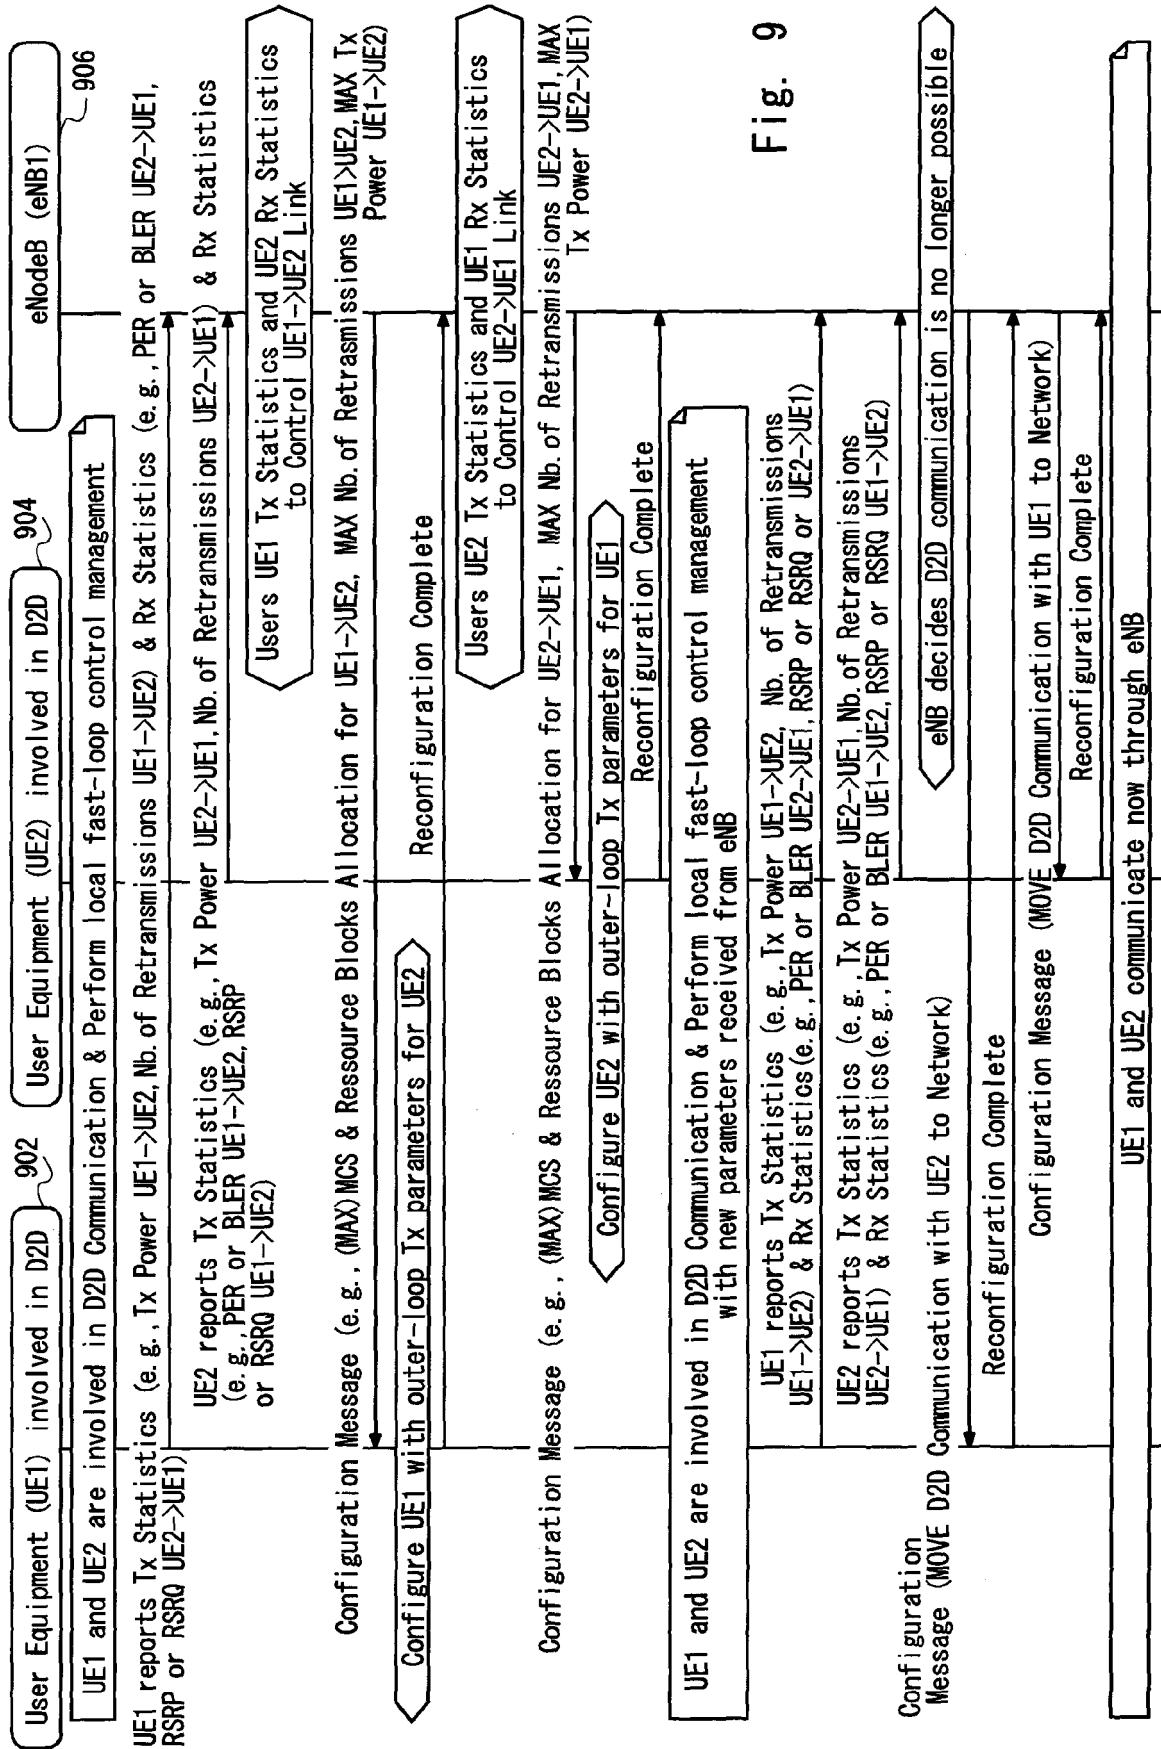 User Equipment (UE1) involved in D2D
902
User Equipment (UE2) involved in D2D
904
eNodeB (eNB1)
906
UE1 and UE2 are involved in D2D Communication & Perform local fast-loop control management
UE1 reports Tx Statistics (e.g., Tx Power UE1->UE2, Nb. of Retransmissions UE1->UE2) & Rx Statistics (e.g., PER or BLER UE2->UE1,
RSRP or RSRQ UE2->UE1)
UE2 reports Tx Statistics (e.g., Tx Power UE2->UE1, Nb. of Retransmissions UE2->UE1) & Rx Statistics
(e.g., PER or BLER UE1->UE2, RSRP
or RSRQ UE1->UE2)
Users UE1 Tx Statistics and UE2 Rx Statistics
to Control UE1->UE2 Link
Configuration Message (e.g., (MAX)MCS & Ressource Blocks Allocation for UE1->UE2, MAX Nb. of Retrasmissions UE1>UE2, MAX Tx
Power UE1->UE2)
Configure UE1 with outer-loop Tx parameters for UE2
Reconfiguration Complete
Users UE2 Tx Statistics and UE1 Rx Statistics
to Control UE2->UE1 Link
Configuration Message (e.g., (MAX)MCS & Ressource Blocks Allocation for UE2->UE1, MAX Nb. of Retransmissions UE2->UE1, MAX
Tx Power UE2->UE1)
Configure UE2 with outer-loop Tx parameters for UE1
Reconfiguration Complete
UE1 and UE2 are involved in D2D Communication & Perform local fast-loop control management
with new parameters received from eNB
UE1 reports Tx Statistics (e.g., Tx Power UE1->UE2, Nb. of Retransmissions
UE1->UE2) & Rx Statistics(e.g., PER or BLER UE2->UE1, RSRP or RSRQ or UE2->UE1)
UE2 reports Tx Statistics (e.g., Tx Power UE2->UE1, Nb. of Retransmissions
UE2->UE1) & Rx Statistics(e.g., PER or BLER UE1->UE2, RSRP or RSRQ UE1->UE2)
eNB decides D2D communication is no longer possible
Configuration
Message (MOVE D2D Communication with UE2 to Network)
Reconfiguration Complete
Configuration Message (MOVE D2D Communication with UE1 to Network)
Reconfiguration Complete
UE1 and UE2 communicate now through eNB
Fig. 9